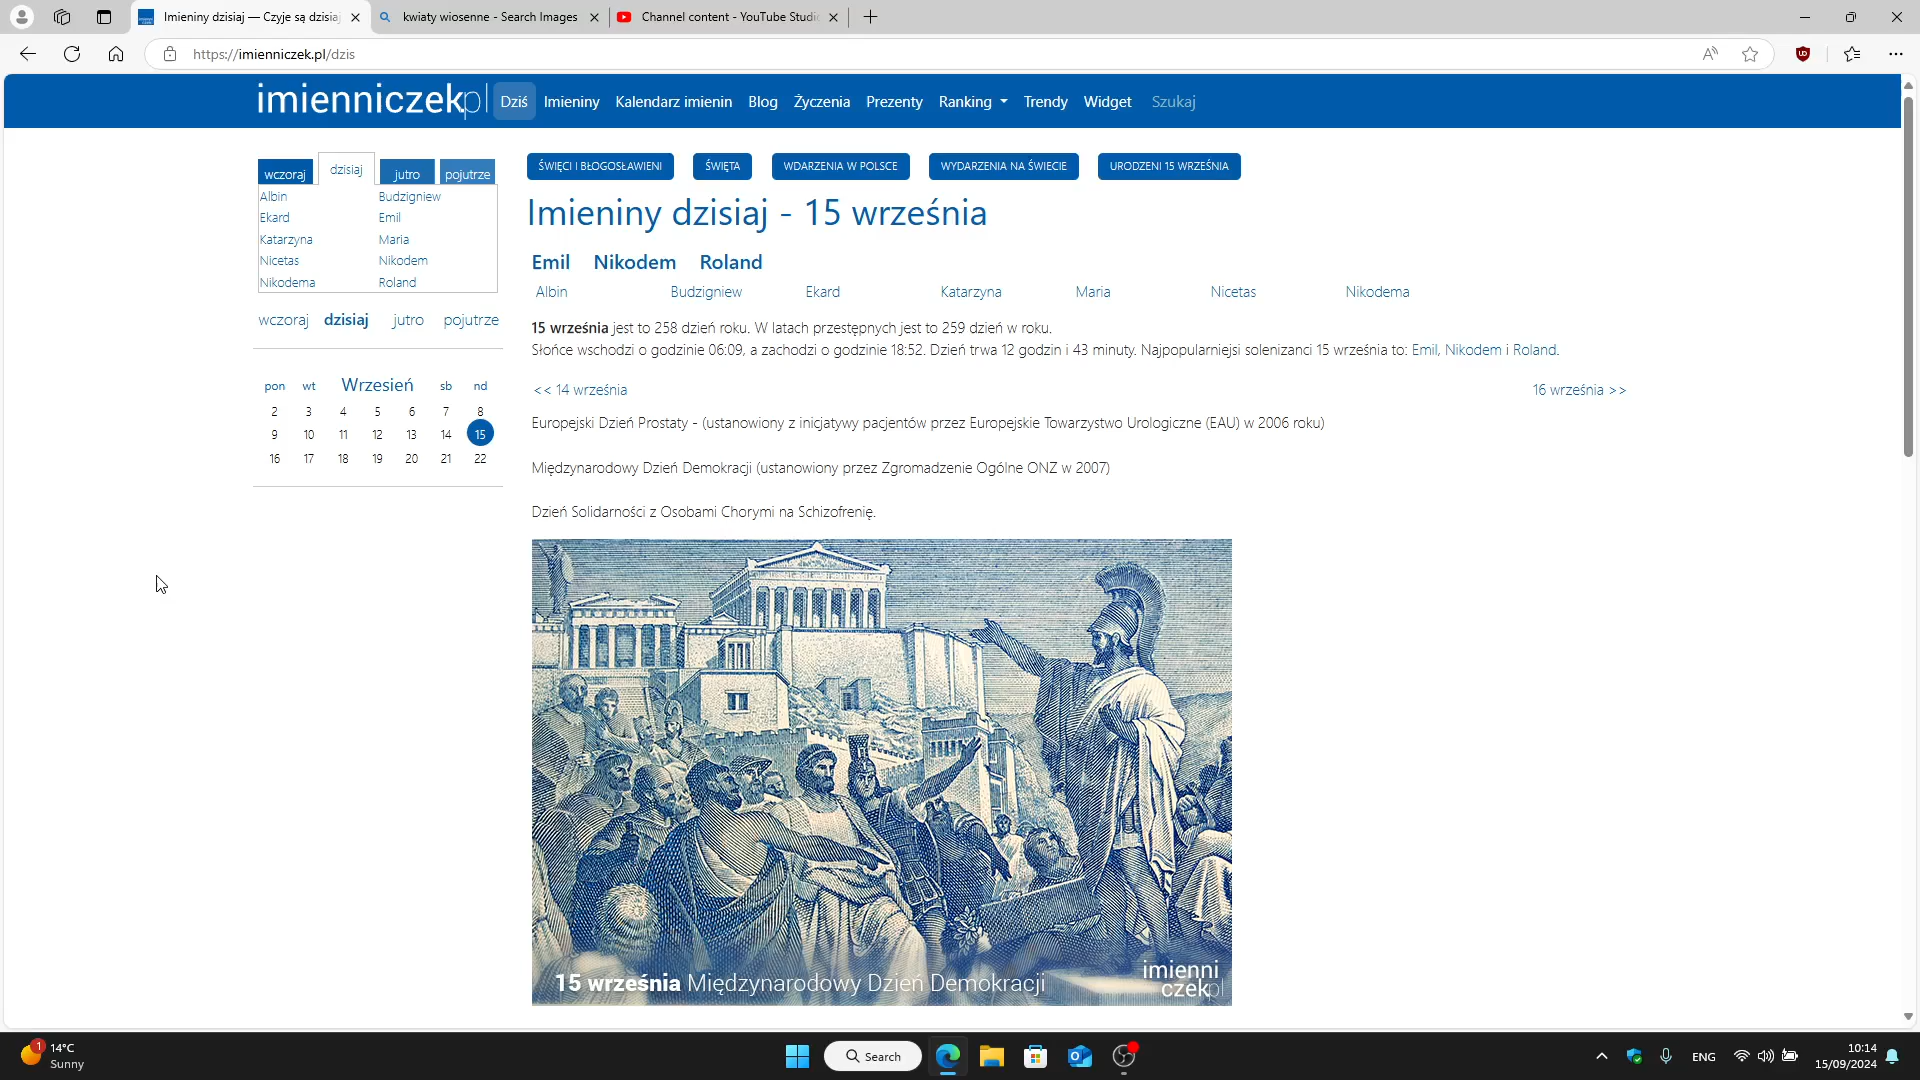 Imieniny dzisiaj — Czyje są dzisiaj
kwiaty wiosenne - Search Images
Channel content - YouTube Studio
https://imienniczek.pl/dzis
imienniczekpl
Dziś
Imieniny
Kalendarz imienin
Blog
Życzenia
Prezenty
Ranking
Trendy
Widget
Szukaj
wczoraj
dzisiaj
jutro
pojutrze
Albin
Budzigniew
Ekard
Emil
Katarzyna
Maria
Nicetas
Nikodem
Nikodema
Roland
wczoraj dzisiaj jutro pojutrze
pon wt Wrzesień sb nd
2 3 4 5 6 7 8
9 10 11 12 13 14 15
16 17 18 19 20 21 22
ŚWIĘCI I BŁOGOSŁAWIENI
ŚWIĘTA
WDARZENIA W POLSCE
WYDARZENIA NA ŚWIECIE
URODZENI 15 WRZEŚNIA
Imieniny dzisiaj - 15 września
Emil Nikodem Roland
Albin Budzigniew Ekard Katarzyna Maria Nicetas Nikodema
15 września jest to 258 dzień roku. W latach przestępnych jest to 259 dzień w roku.
Słońce wschodzi o godzinie 06:09, a zachodzi o godzinie 18:52. Dzień trwa 12 godzin i 43 minuty. Najpopularniejsi solenizanci 15 września to: Emil, Nikodem i Roland.
<< 14 września
16 września >>
Europejski Dzień Prostaty - (ustanowiony z inicjatywy pacjentów przez Europejskie Towarzystwo Urologiczne (EAU) w 2006 roku)
Międzynarodowy Dzień Demokracji (ustanowiony przez Zgromadzenie Ogólne ONZ w 2007)
Dzień Solidarności z Osobami Chorymi na Schizofrenię.
15 września Międzynarodowy Dzień Demokracji
imienni
czekpl
1
14°C
Sunny
Search
ENG
10:14
15/09/2024